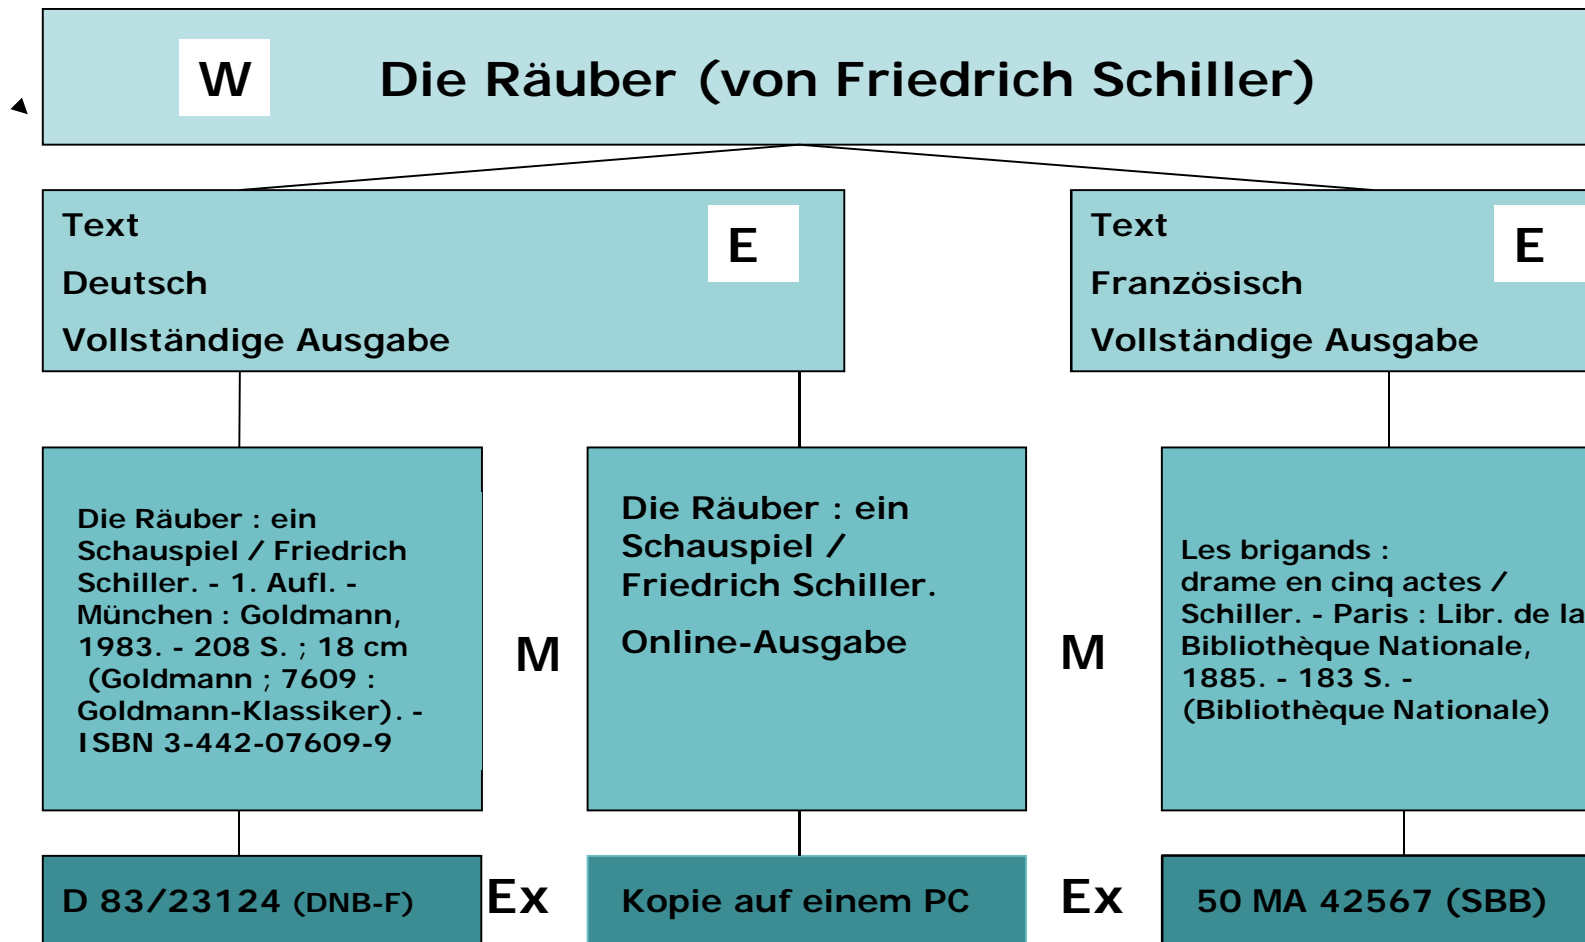 W Die Räuber (von Friedrich Schiller)
Text
Deutsch
Vollständige Ausgabe
E
Text
Französisch
Vollständige Ausgabe
E
Die Räuber : ein
Schauspiel / Friedrich
Schiller. - 1. Aufl. -
München : Goldmann,
1983. - 208 S. ; 18 cm
(Goldmann ; 7609 :
Goldmann-Klassiker). -
ISBN 3-442-07609-9
M
Die Räuber : ein
Schauspiel /
Friedrich Schiller.
Online-Ausgabe
M
Les brigands :
drame en cinq actes /
Schiller. - Paris : Libr. de la
Bibliothèque Nationale,
1885. - 183 S. -
(Bibliothèque Nationale)
D 83/23124 (DNB-F)
Ex
Kopie auf einem PC
Ex
50 MA 42567 (SBB)